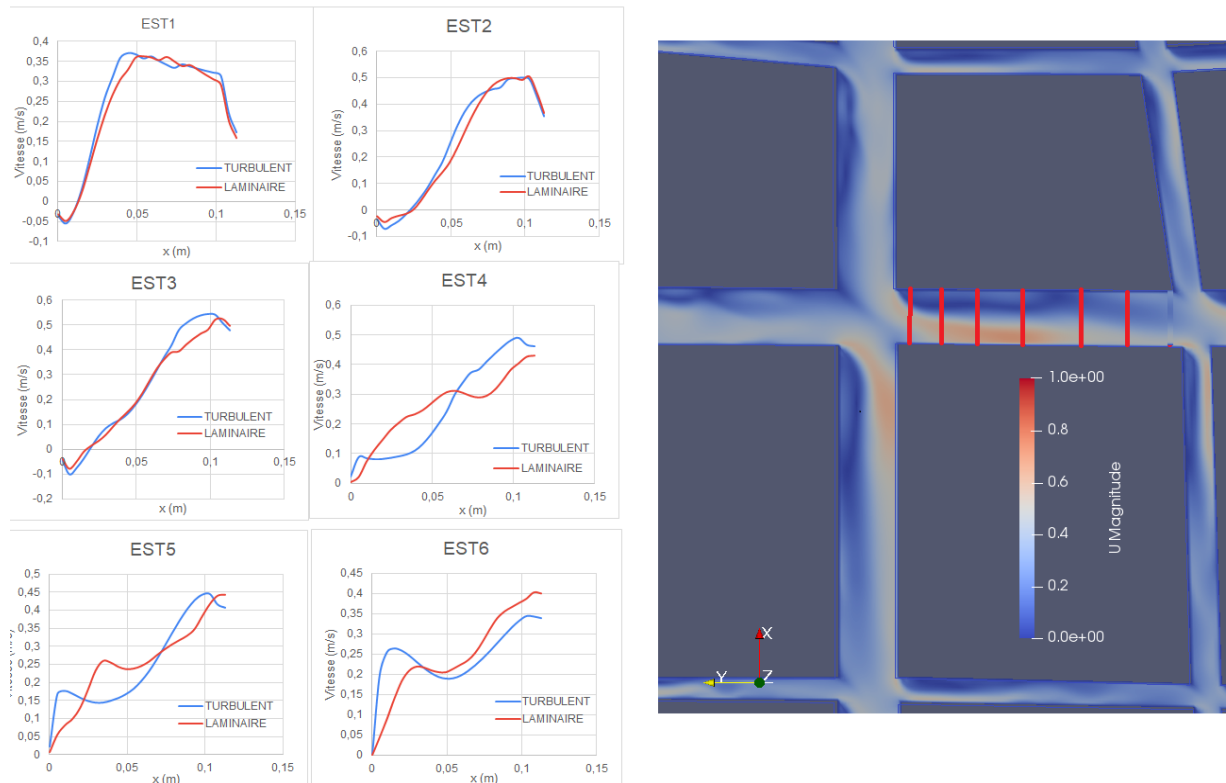 EST1
0,4
0,35
0,3
0,25
0,2
0,15
0,1
0,05
0
-0,05
-0,1
Vitesse (m/s)
TURBULENT
LAMINAIRE
0
0,05
0,1
0,15
x (m)
EST2
0,6
0,5
0,4
0,3
0,2
0,1
0
-0,1
Vitesse (m/s)
TURBULENT
LAMINAIRE
0
0,05
0,1
0,15
x (m)
EST3
0,6
0,5
0,4
0,3
0,2
0,1
0
-0,1
-0,2
Vitesse (m/s)
TURBULENT
LAMINAIRE
0
0,05
0,1
0,15
x (m)
EST4
0,6
0,5
0,4
0,3
0,2
0,1
0
Vitesse (m/s)
TURBULENT
LAMINAIRE
0
0,05
0,1
0,15
x (m)
EST5
0,5
0,45
0,4
0,35
0,3
0,25
0,2
0,15
0,1
0,05
0
Vitesse (m/s)
TURBULENT
LAMINAIRE
0
0,05
0,1
0,15
x (m)
EST6
0,45
0,4
0,35
0,3
0,25
0,2
0,15
0,1
0,05
0
Vitesse (m/s)
TURBULENT
LAMINAIRE
0
0,05
0,1
0,15
x (m)
1.0e+00
0.8
0.6
0.4
0.2
0.0e+00
U Magnitude
X
Y
Z